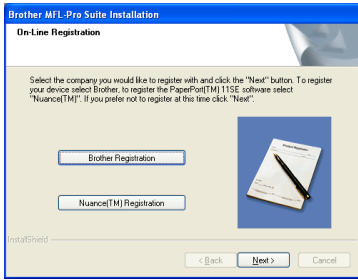 Brother MFL-Pro Suite Installation
On-Line Registration
Select the company you would like to register with and click the "Next" button. To register
your device select Brother, to register the PaperPort(TM) 11SE software select
"Nuance(TM)". If you prefer not to register at this time click "Next".
Product Registration
Brother Registration
Nuance(TM) Registration
InstallShield
< Back
Next >
Cancel